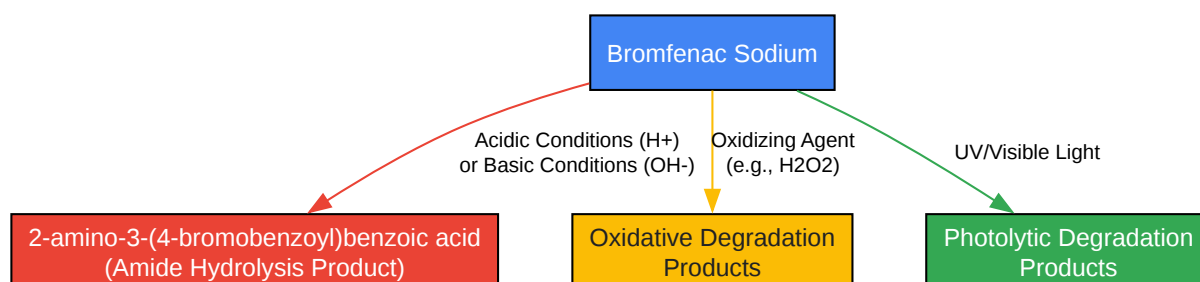 Bromfenac Sodium
Acidic Conditions (H+)
or Basic Conditions (OH-)
Oxidizing Agent
(e.g., H2O2)
UV/Visible Light
2-amino-3-(4-bromobenzoyl)benzoic acid
(Amide Hydrolysis Product)
Oxidative Degradation
Products
Photolytic Degradation
Products